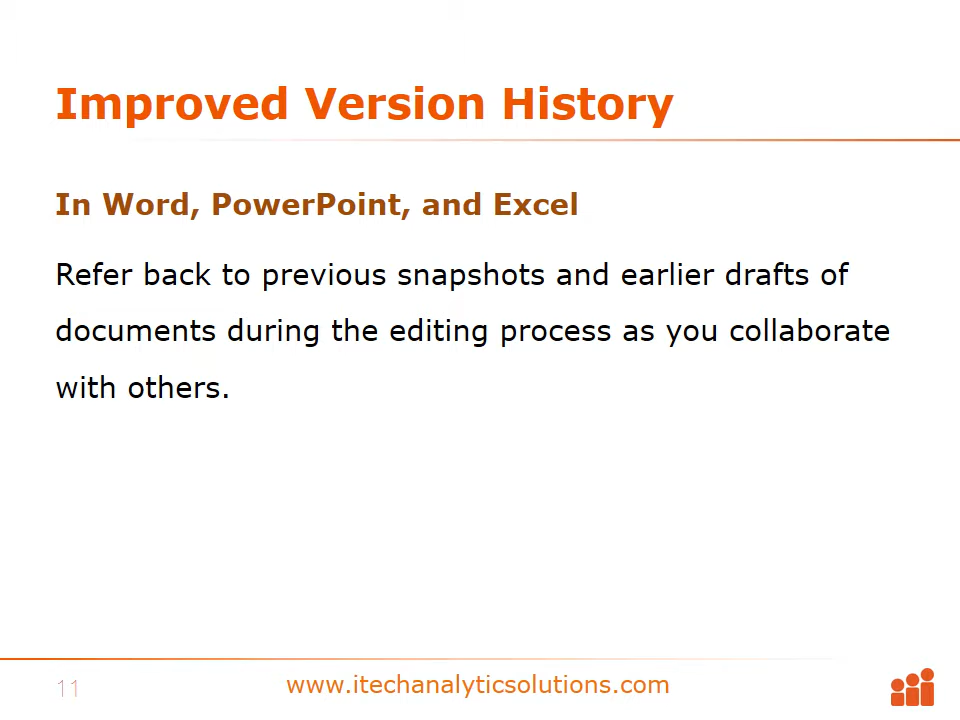 Improved Version History
In Word, PowerPoint, and Excel
Refer back to previous snapshots and earlier drafts of
documents during the editing process as you collaborate
with others.
11
www.itechanalyticsolutions.com